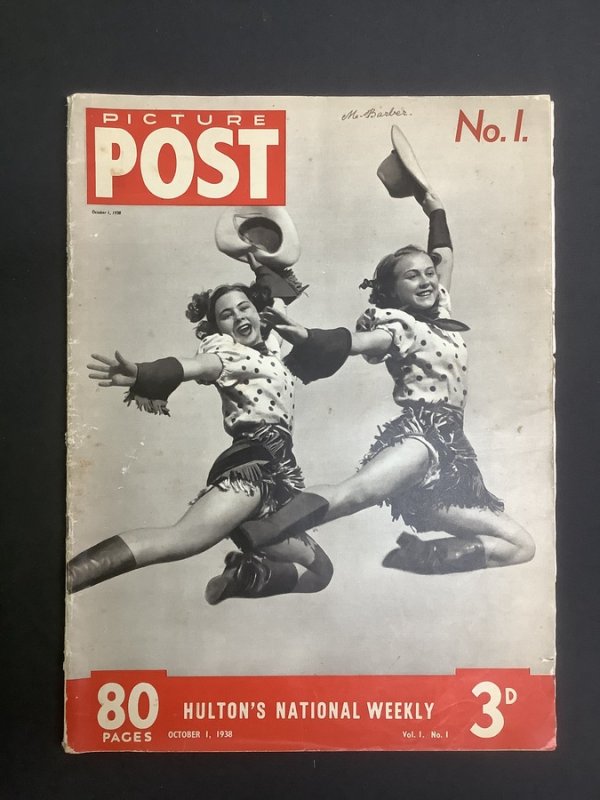 M. Barber.
PICTURE
POST
No. 1.
October 1, 1938
80
PAGES
HULTON'S NATIONAL WEEKLY
3D
OCTOBER 1, 1938
Vol. 1. No. 1